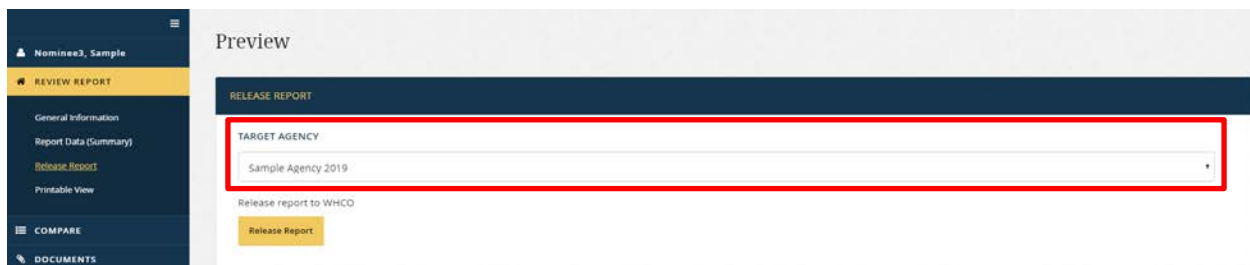 Nominee3, Sample
REVIEW REPORT
General Information
Report Data (Summary)
Release Report
Printable View
COMPARE
DOCUMENTS
Preview
RELEASE REPORT
TARGET AGENCY
Sample Agency 2019
Release report to WHCO
Release Report